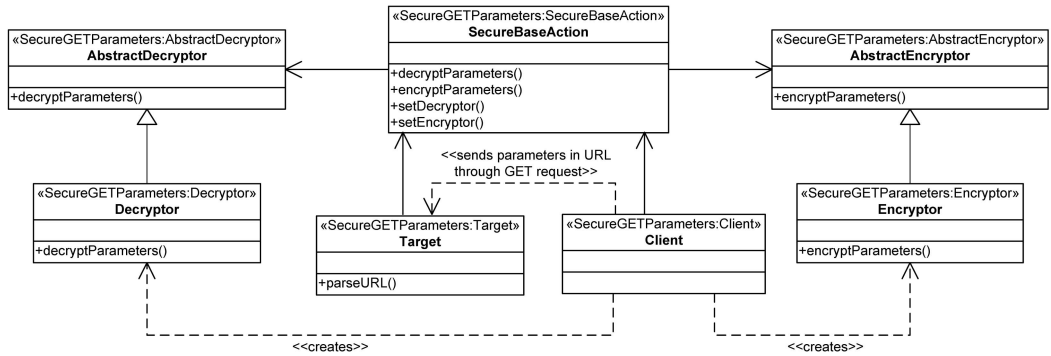 «SecureGETParameters:SecureBaseAction»
SecureBaseAction
+decryptParameters()
+encryptParameters()
+setDecryptor()
+setEncryptor()
«SecureGETParameters:AbstractDecryptor»
AbstractDecryptor
+decryptParameters()
«SecureGETParameters:AbstractEncryptor»
AbstractEncryptor
+encryptParameters()
<<sends parameters in URL
through GET request>>
«SecureGETParameters:Decryptor»
Decryptor
+decryptParameters()
«SecureGETParameters:Target»
Target
+parseURL()
«SecureGETParameters:Client»
Client
«SecureGETParameters:Encryptor»
Encryptor
+encryptParameters()
<<creates>>
<<creates>>